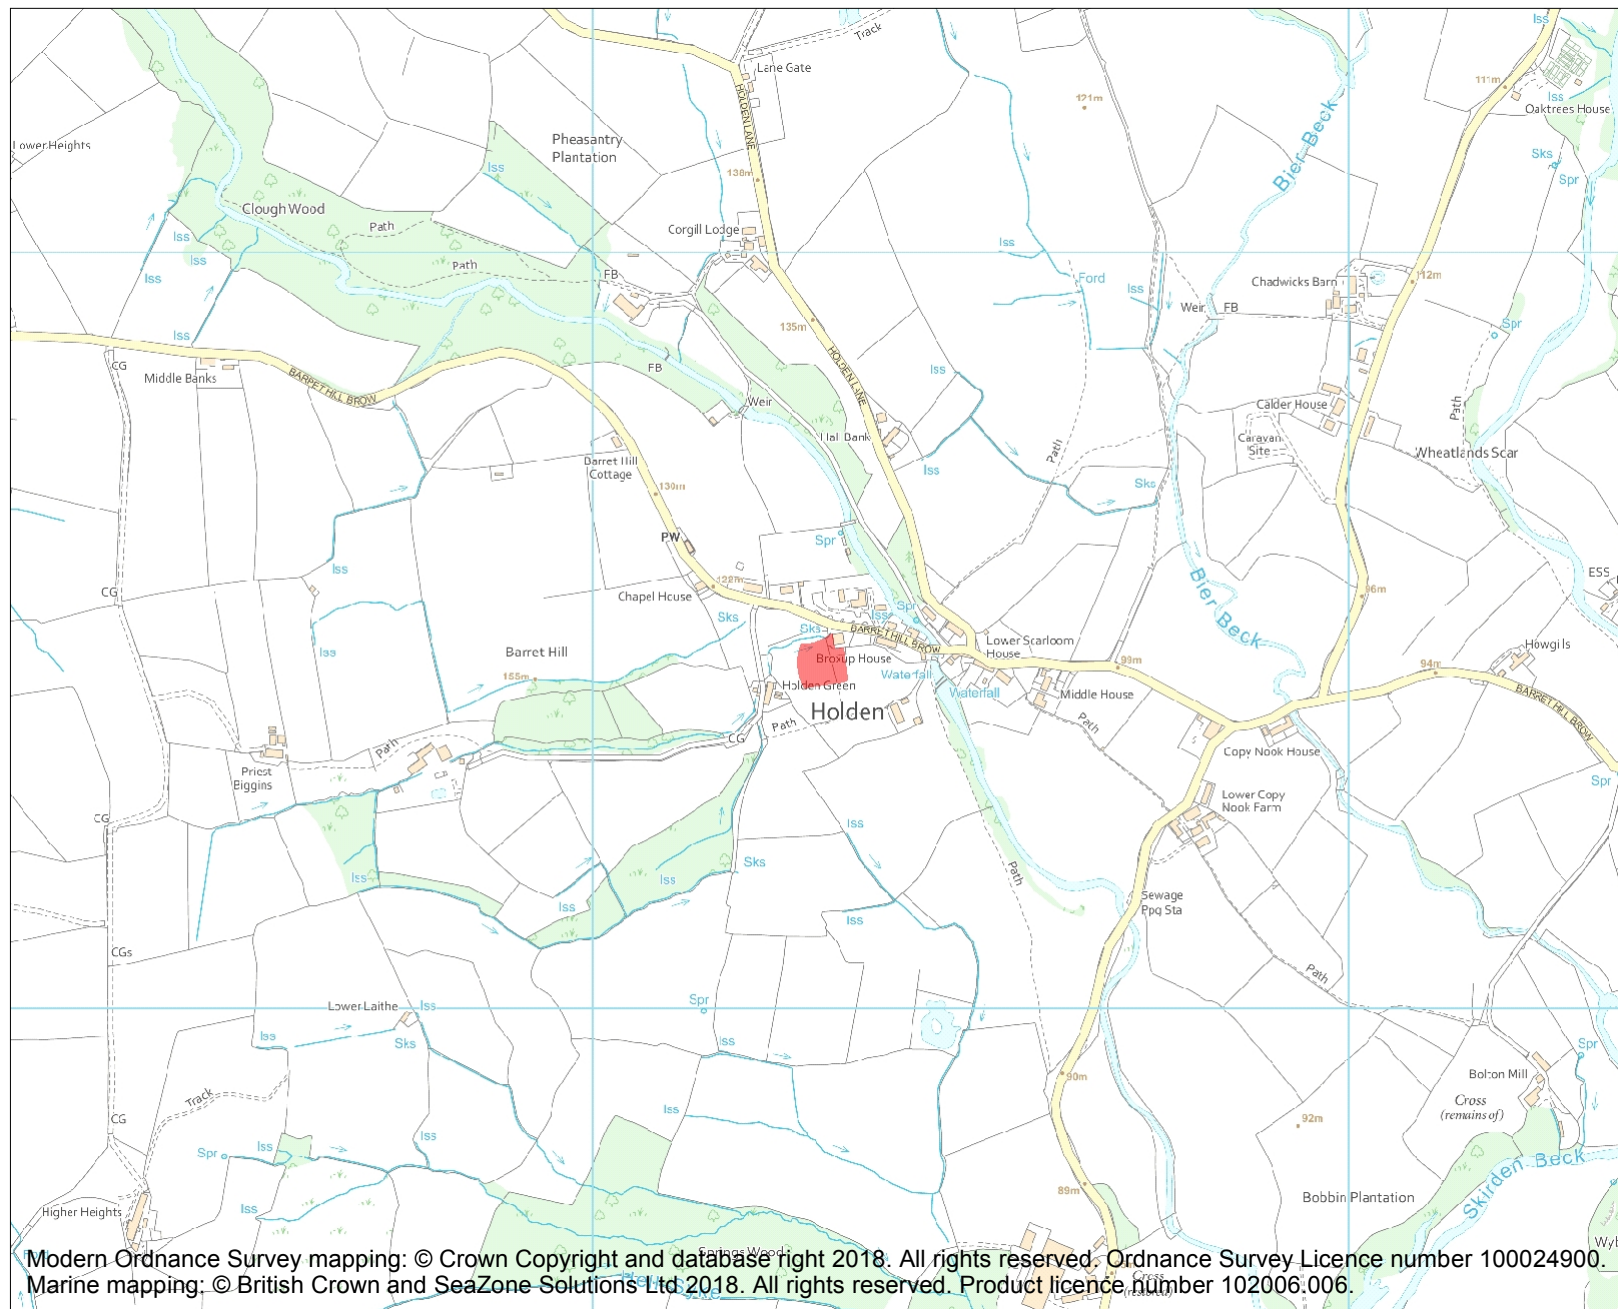 Iss
Track
Lane Gate
111m
Iss
Oaktrees House
HOLDEN LANE
121m
Bier Beck
Lower Heights
Pheasantry
Plantation
Iss
138m
Sks
Spr
Clough Wood
Path
Corgill Lodge
Iss
Iss
Iss
Path
FB
Iss
Ford
Iss
Chadwicks Barn
112m
Weir
FB
135m
Spr
Iss
HOLDEN LANE
CG
Middle Banks
BARRET HILL BROW
FB
Iss
Weir
Calder House
Path
Hal Bank
Caravan
Site
Wheatlands Scar
Barret Hill
Cottage
Path
Iss
Sks
130m
PW
Spr
Iss
122m
CG
Chapel House
Bier Beck
96m
ESS
Sks
Sks
Iss
Spr
BARRET HILL BROW
Lower Scarloom
House
Howgills
Iss
Barret Hill
155m
Broxup House
Waterfall
99m
94m
Holden Green
Waterfall
Middle House
BARRET HILL BROW
Holden
Path
Path
CG
Path
Copy Nook House
Priest
Biggins
Spr
Lower Copy
Nook Farm
CG
Iss
Sks
Iss
Iss
Path
Iss
Iss
Sewage
Ppg Sta
CGs
Path
Lower Laithe
Iss
Spr
Iss
Sks
Iss
Spr
90m
Bolton Mill
Track
Iss
Cross
(remains of)
CG
92m
Iss
Iss
Spr
Skirden Beck
89m
Bobbin Plantation
Iss
Higher Heights
Springs Wood
Modern Ordnance Survey mapping: © Crown Copyright and database right 2018. All rights reserved. Ordnance Survey Licence number 100024900.
Cross
(restored)
Marine mapping: © British Crown and SeaZone Solutions Ltd 2018. All rights reserved. Product licence number 102006.006.